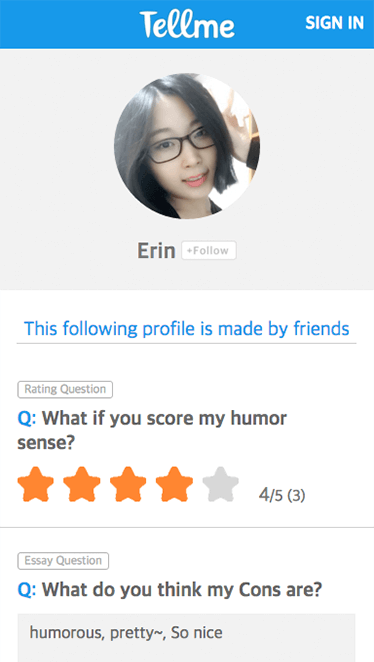 Tellme
SIGN IN
Erin
+Follow
This following profile is made by friends
Rating Question
Q: What if you score my humor
sense?
4/5 (3)
Essay Question
Q: What do you think my Cons are?
humorous, pretty~, So nice